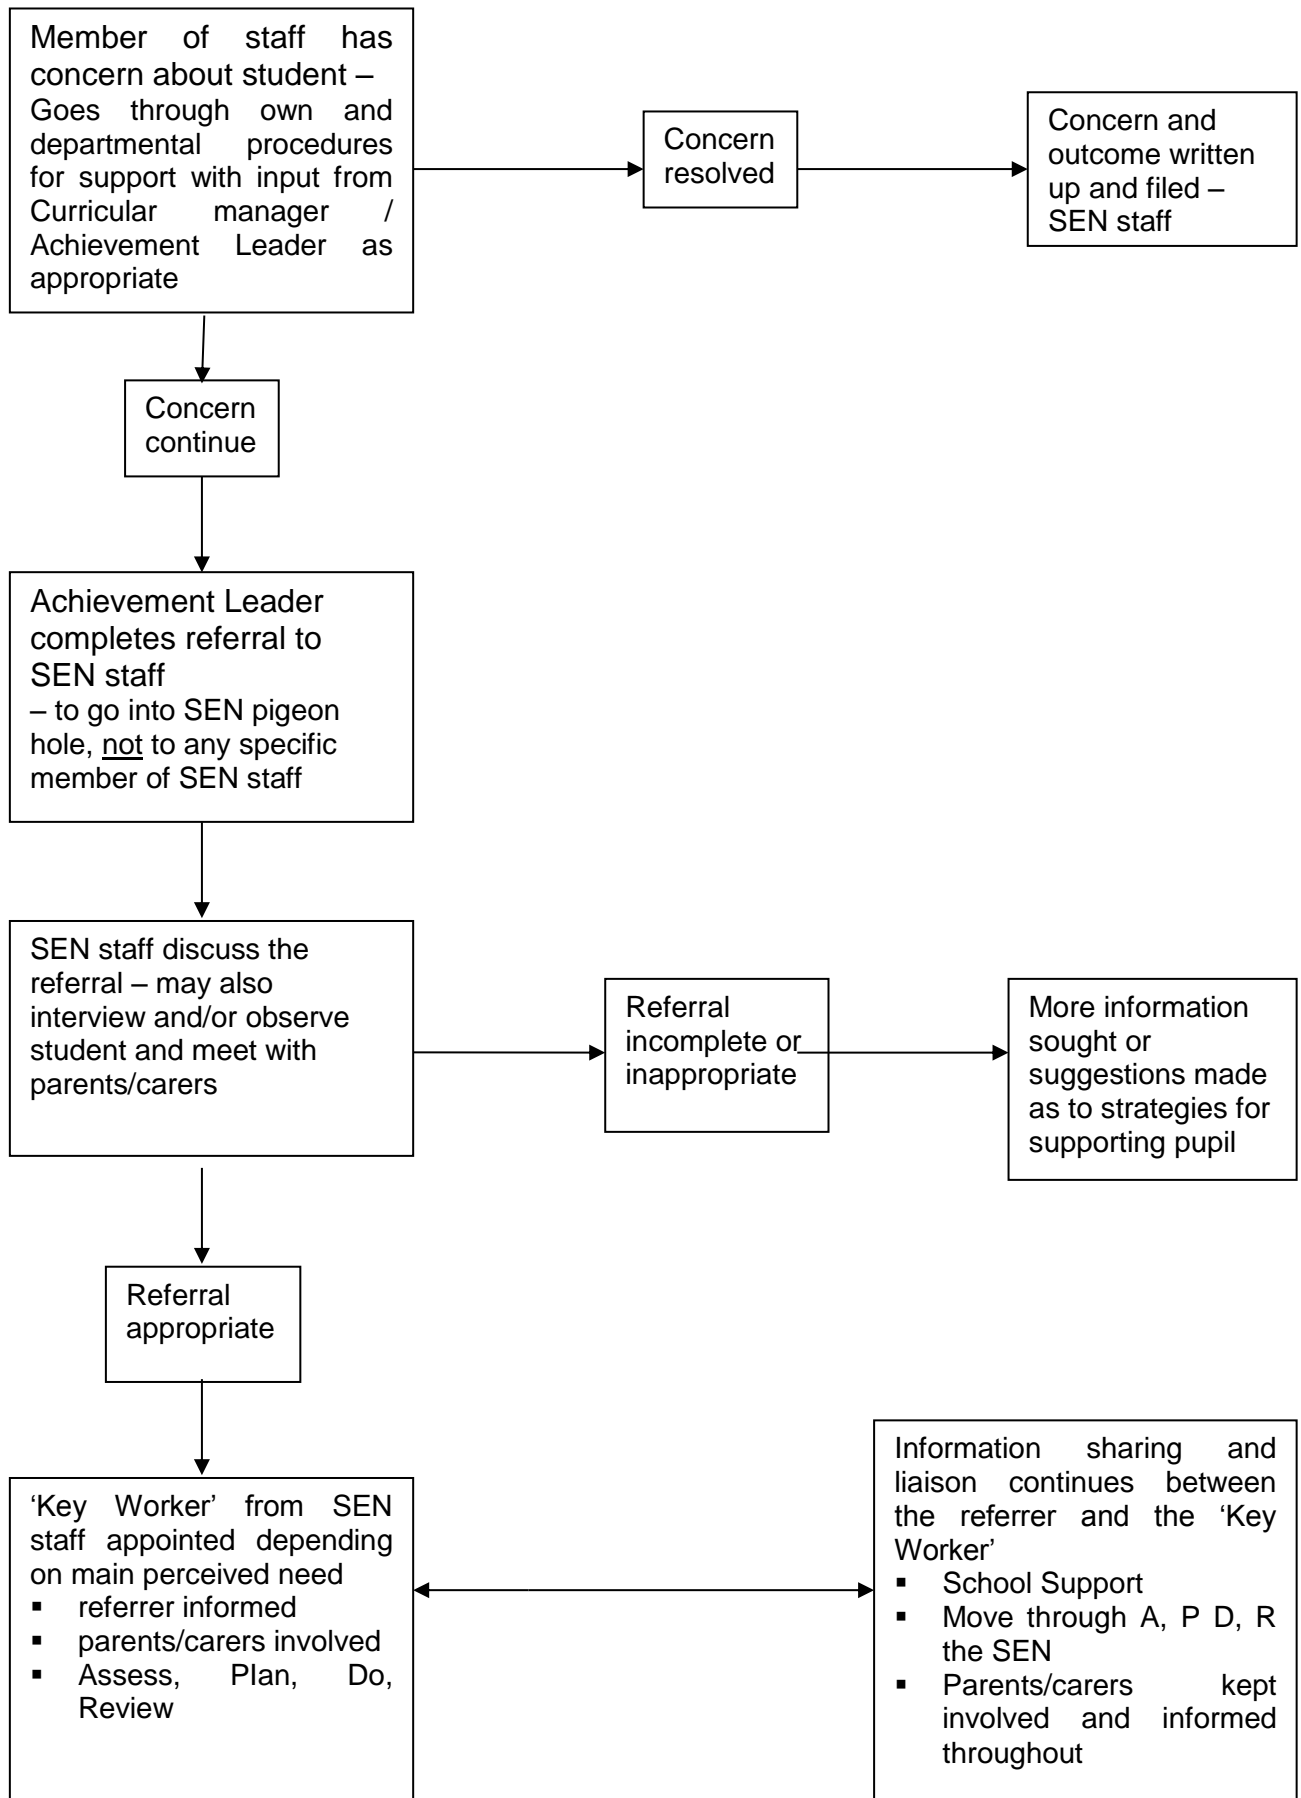 Member of staff has
concern about student –
Goes through own and
departmental procedures
for support with input from
Curricular manager /
Achievement Leader as
appropriate
Concern
resolved
Concern and
outcome written
up and filed –
SEN staff
Concern
continue
Achievement Leader
completes referral to
SEN staff
– to go into SEN pigeon
hole, not to any specific
member of SEN staff
SEN staff discuss the
referral – may also
interview and/or observe
student and meet with
parents/carers
Referral
incomplete or
inappropriate
More information
sought or
suggestions made
as to strategies for
supporting pupil
Referral
appropriate
‘Key Worker’ from SEN
staff appointed depending
on main perceived need
▪ referrer informed
▪ parents/carers involved
▪ Assess, Plan, Do,
Review
Information sharing and
liaison continues between
the referrer and the ‘Key
Worker’
▪ School Support
▪ Move through A, P D, R
the SEN
▪ Parents/carers kept
involved and informed
throughout